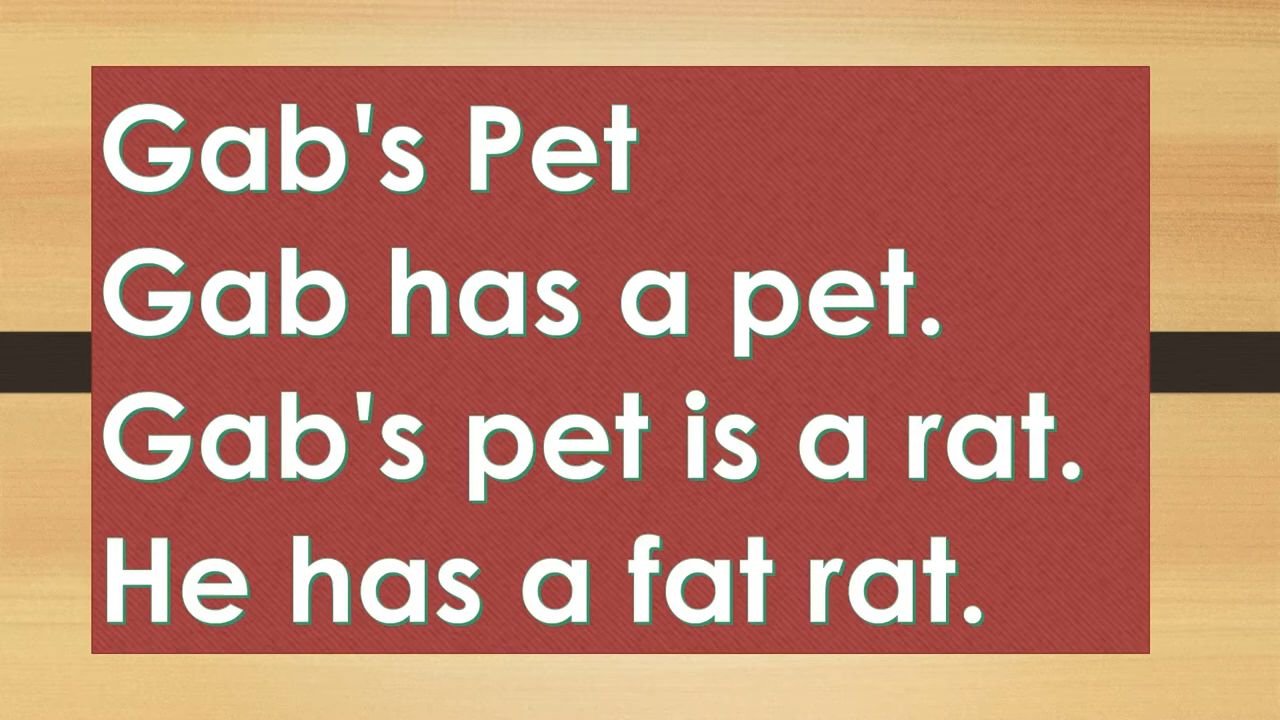 Gab's Pet
Gab has a pet.
Gab's pet is a rat.
He has a fat rat.